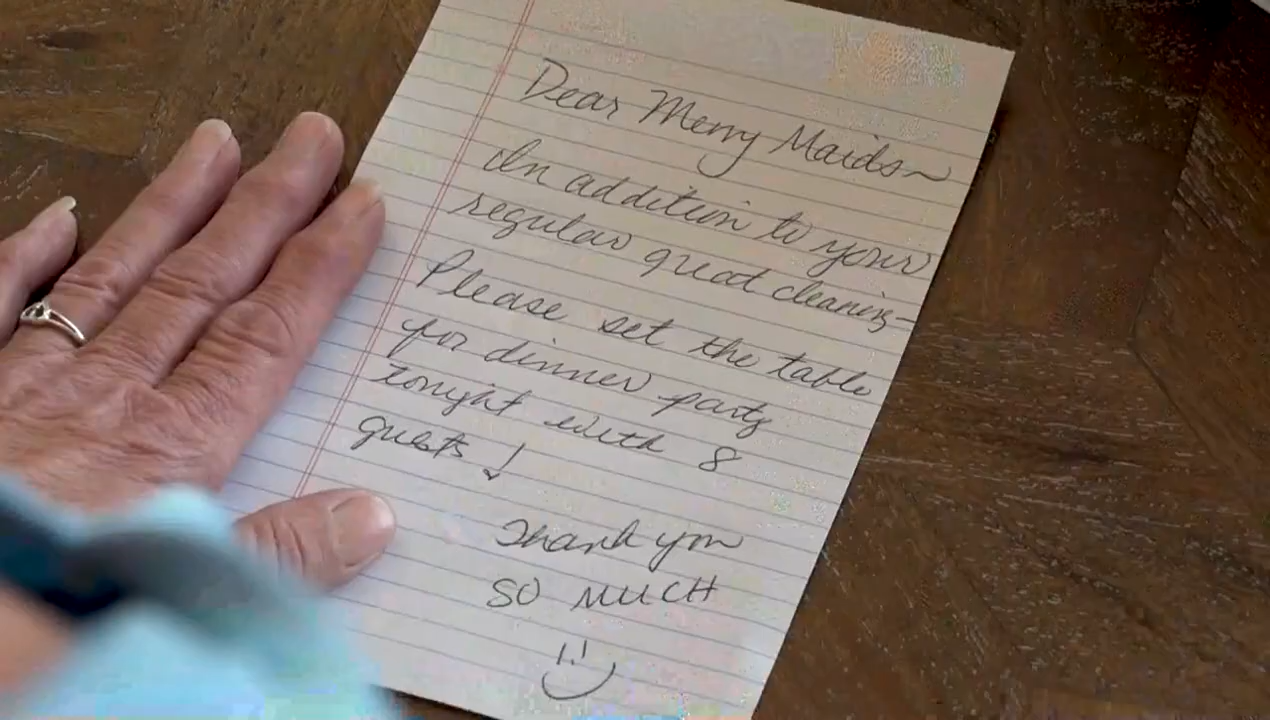 Dear Merry Maids~
In addition to your
regular great cleaning-
Please set the table
for dinner party
tonight with 8
guests!
Thank you
SO MUCH